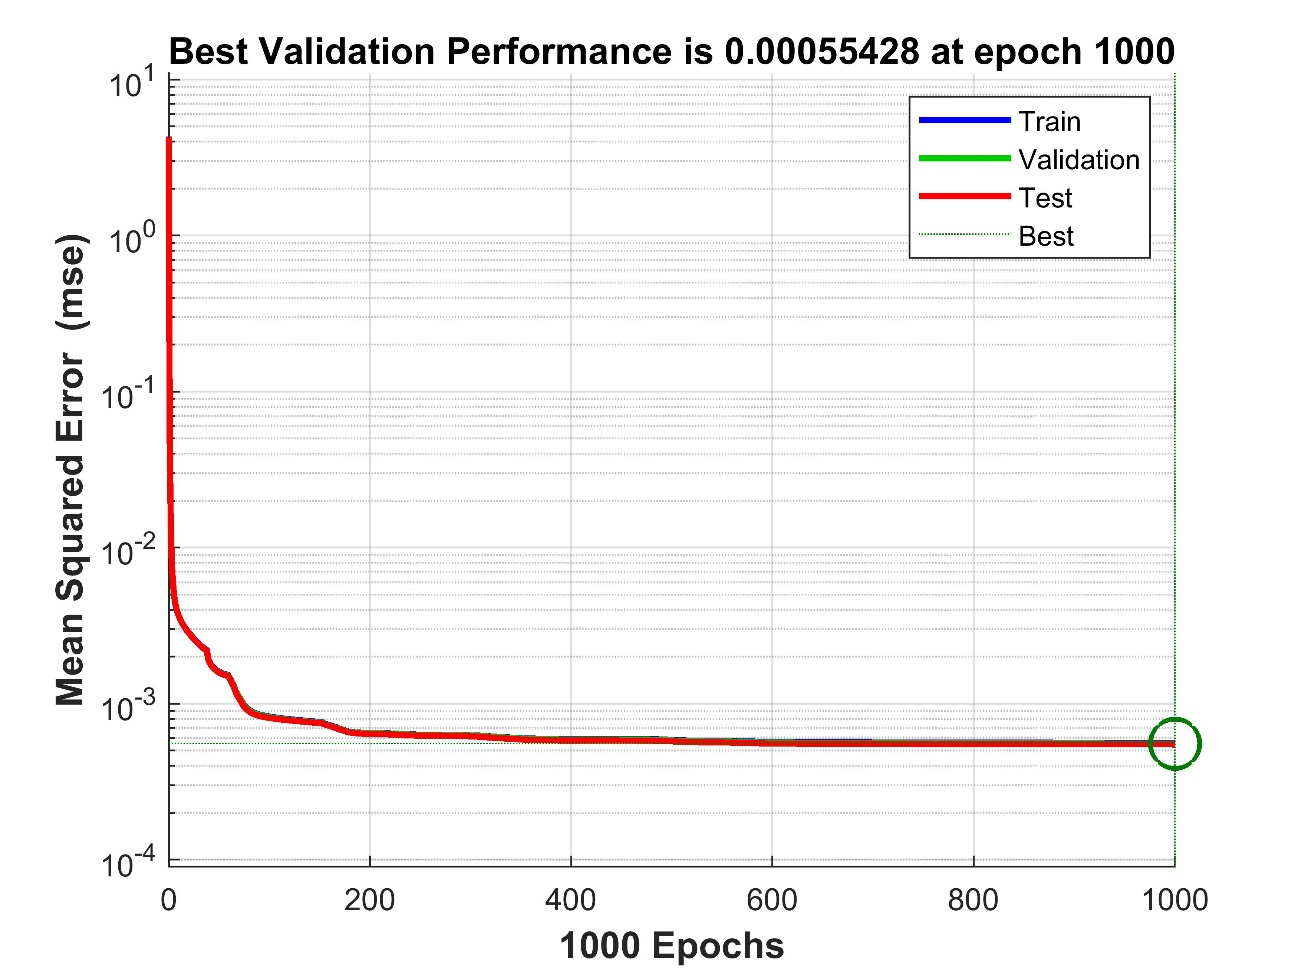 Best Validation Performance is 0.00055428 at epoch 1000
10^1
10^0
10^-1
10^-2
10^-3
10^-4
Mean Squared Error (mse)
Train
Validation
Test
Best
0 200 400 600 800 1000
1000 Epochs